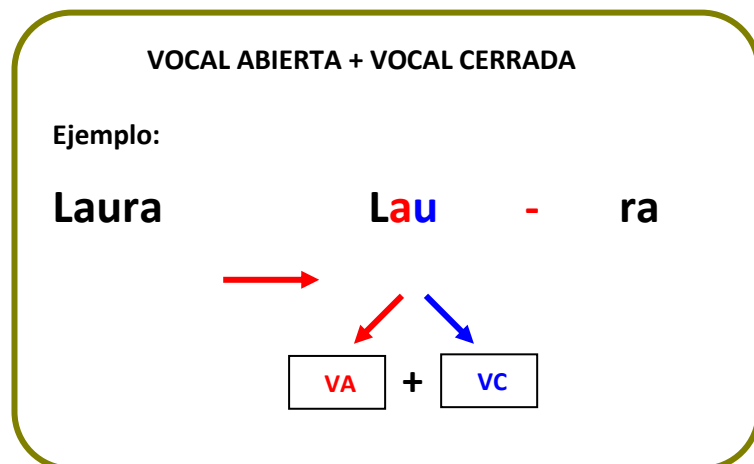 VOCAL ABIERTA + VOCAL CERRADA
Ejemplo:
Laura Lau - ra
VA + VC